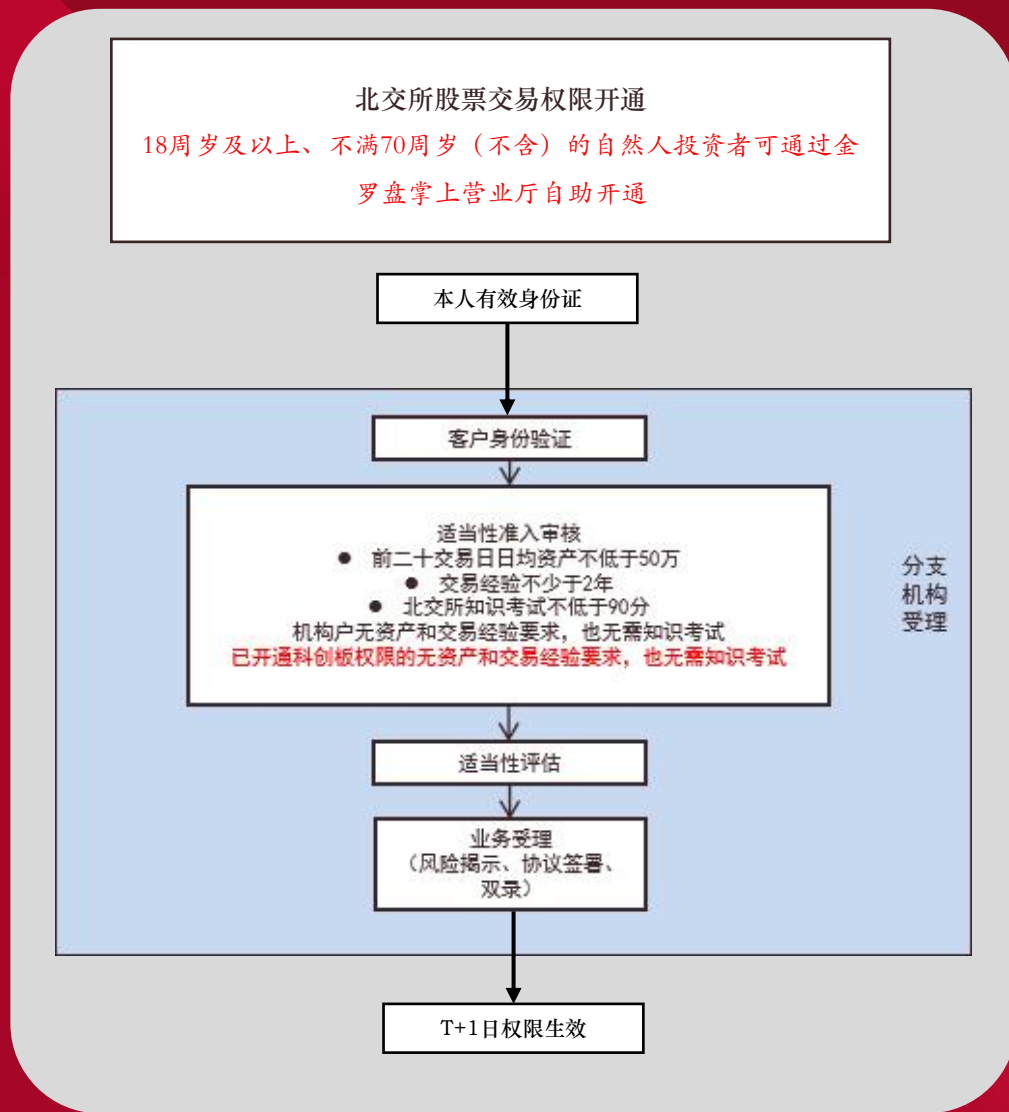 北交所股票交易权限开通
18周岁及以上、不满70周岁（不含）的自然人投资者可通过金
罗盘掌上营业厅自助开通
本人有效身份证
客户身份验证
适当性准入审核
● 前二十交易日日均资产不低于50万
● 交易经验不少于2年
● 北交所知识考试不低于90分
机构户无资产和交易经验要求，也无需知识考试
已开通科创板权限的无资产和交易经验要求，也无需知识考试
分支
机构
受理
适当性评估
业务受理
（风险揭示、协议签署、
双录）
T+1日权限生效